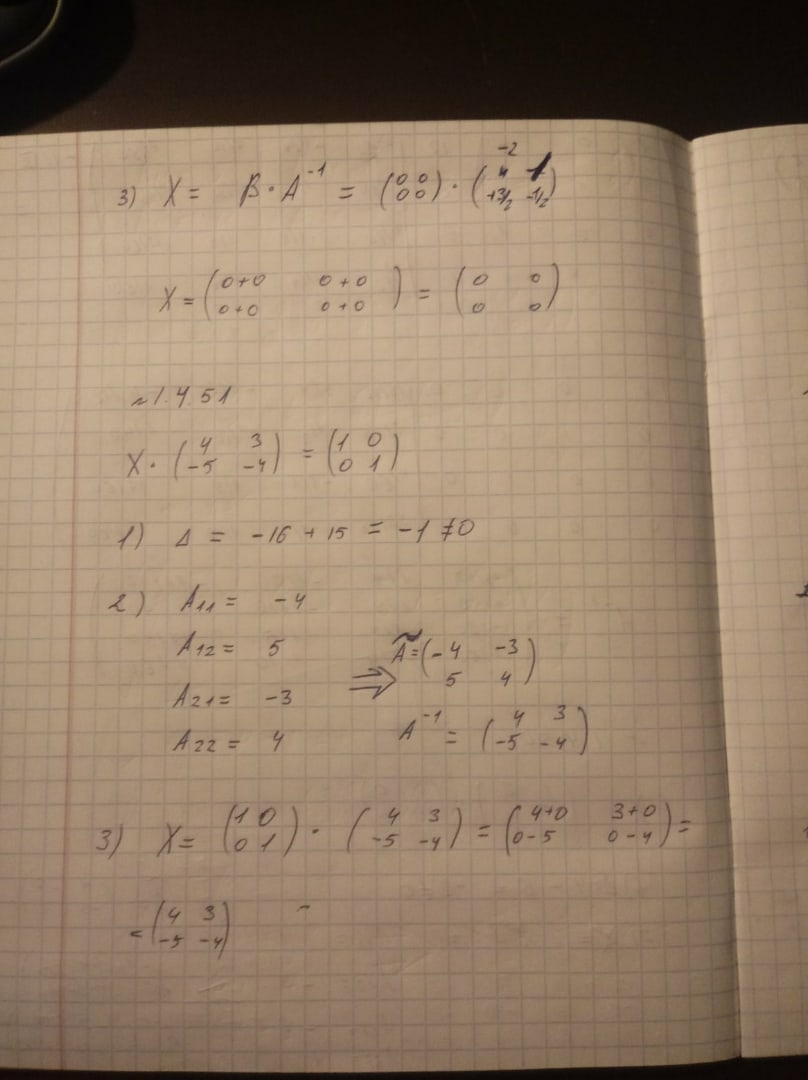 3) X = B · A⁻¹ = (0 0 0 0) · (-2 1 +3/2 -1/2)
X = (0+0 0+0
0+0 0+0) = (0 0
0 0)
~1.4.51
X · (4 3
-5 -4) = (1 0
0 1)
1) Δ = -16 + 15 = -1 ≠ 0
2) A11 = -4
A12 = 5
A21 = -3
A22 = 4
⇒ Ã = (-4 -3
5 4)
A⁻¹ = (4 3
-5 -4)
3) X = (1 0
0 1) · (4 3
-5 -4) = (4+0 3+0
0-5 0-4) =
= (4 3
-5 -4)